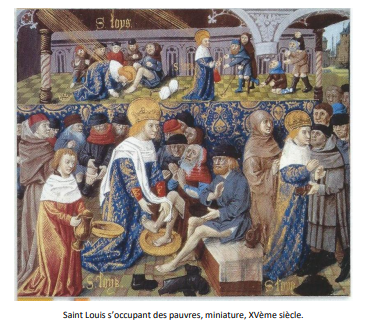 S. loys.
S. loys
S. loys
Saint Louis s'occupant des pauvres, miniature, XVème siècle.